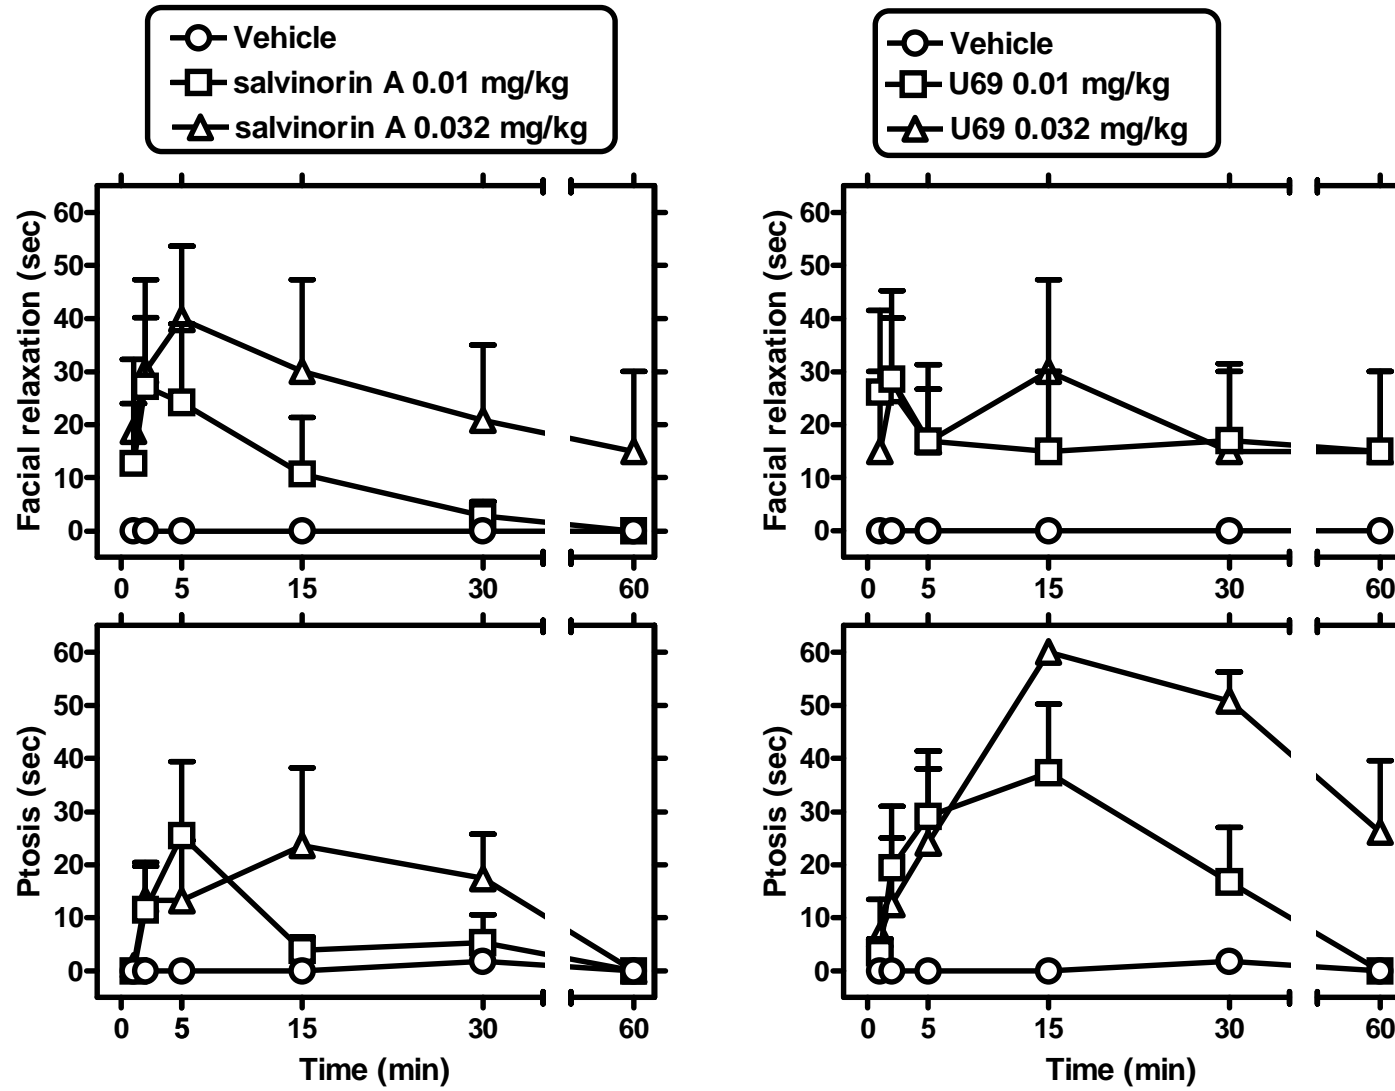 Vehicle
salvinorin A 0.01 mg/kg
salvinorin A 0.032 mg/kg
Vehicle
U69 0.01 mg/kg
U69 0.032 mg/kg
Facial relaxation (sec)
60
50
40
30
20
10
0
0 5 15 30 60
Facial relaxation (sec)
60
50
40
30
20
10
0
0 5 15 30 60
Ptosis (sec)
60
50
40
30
20
10
0
0 5 15 30 60
Time (min)
Ptosis (sec)
60
50
40
30
20
10
0
0 5 15 30 60
Time (min)